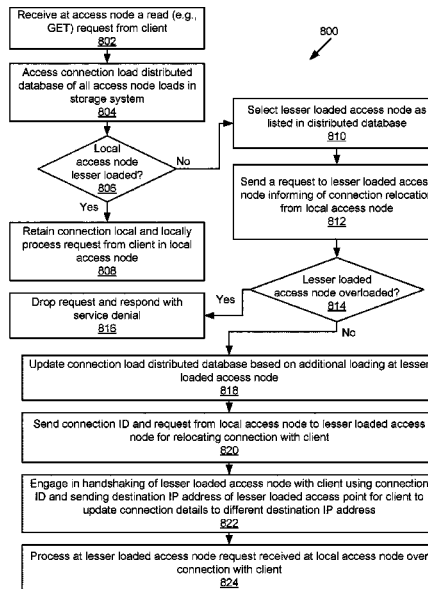 Receive at access node a read (e.g.,
GET) request from client
802
800
Access connection load distributed
database of all access node loads in
storage system
804
Local
access node
lesser loaded?
806
No
Yes
Retain connection local and locally
process request from client in local
access node
808
Select lesser loaded access node as
listed in distributed database
810
Send a request to lesser loaded access
node informing of connection relocation
from local access node
812
Lesser loaded
access node overloaded?
814
Yes
No
Drop request and respond with
service denial
816
Update connection load distributed database based on additional loading at lesser
loaded access node
818
Send connection ID and request from local access node to lesser loaded access
node for relocating connection with client
820
Engage in handshaking of lesser loaded access node with client using connection
ID and sending destination IP address of lesser loaded access point for client to
update connection details to different destination IP address
822
Process at lesser loaded access node request received at local access node over
connection with client
824